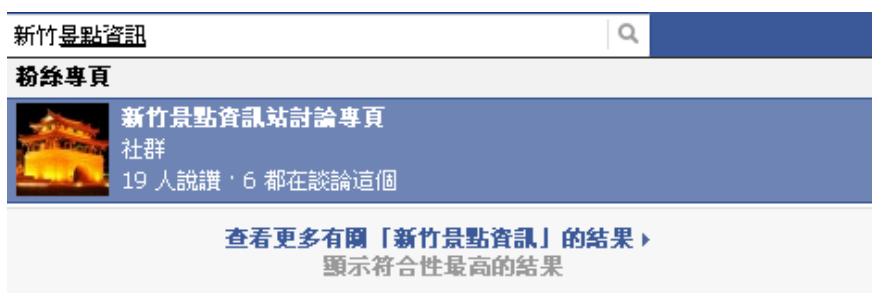 新竹景點資訊
粉絲專頁
新竹景點資訊站討論專頁
社群
19 人說讚 · 6 都在談論這個
查看更多有關「新竹景點資訊」的結果
顯示符合性最高的結果